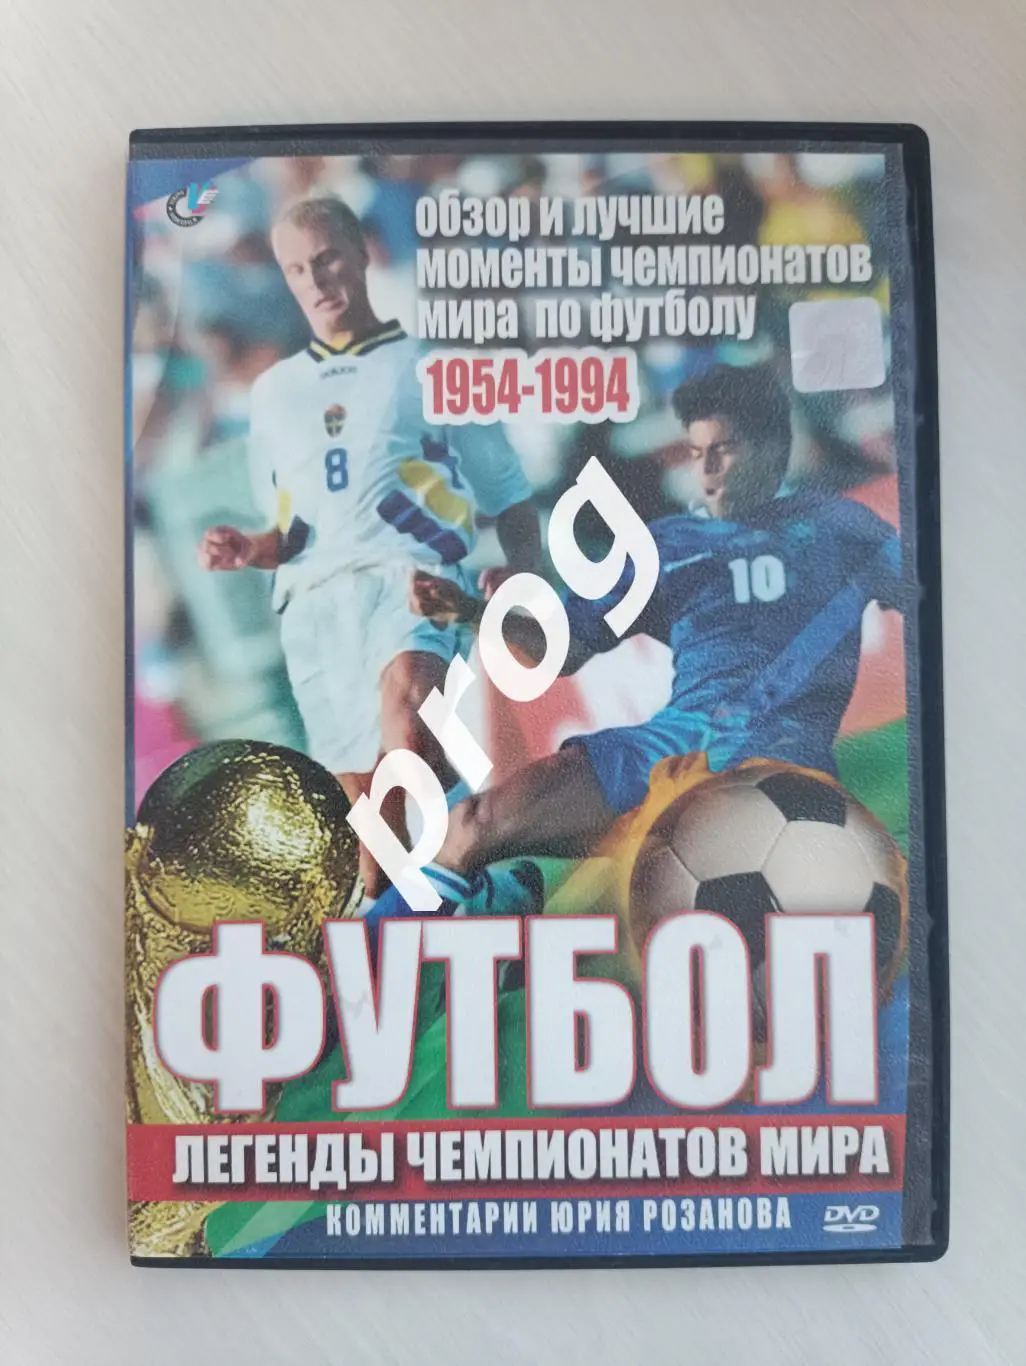 обзор и лучшие
моменты чемпионатов
мира по футболу
1954-1994
adidas
8
10
prog
ФУТБОЛ
ЛЕГЕНДЫ ЧЕМПИОНАТОВ МИРА
КОММЕНТАРИИ ЮРИЯ РОЗАНОВА
DVD